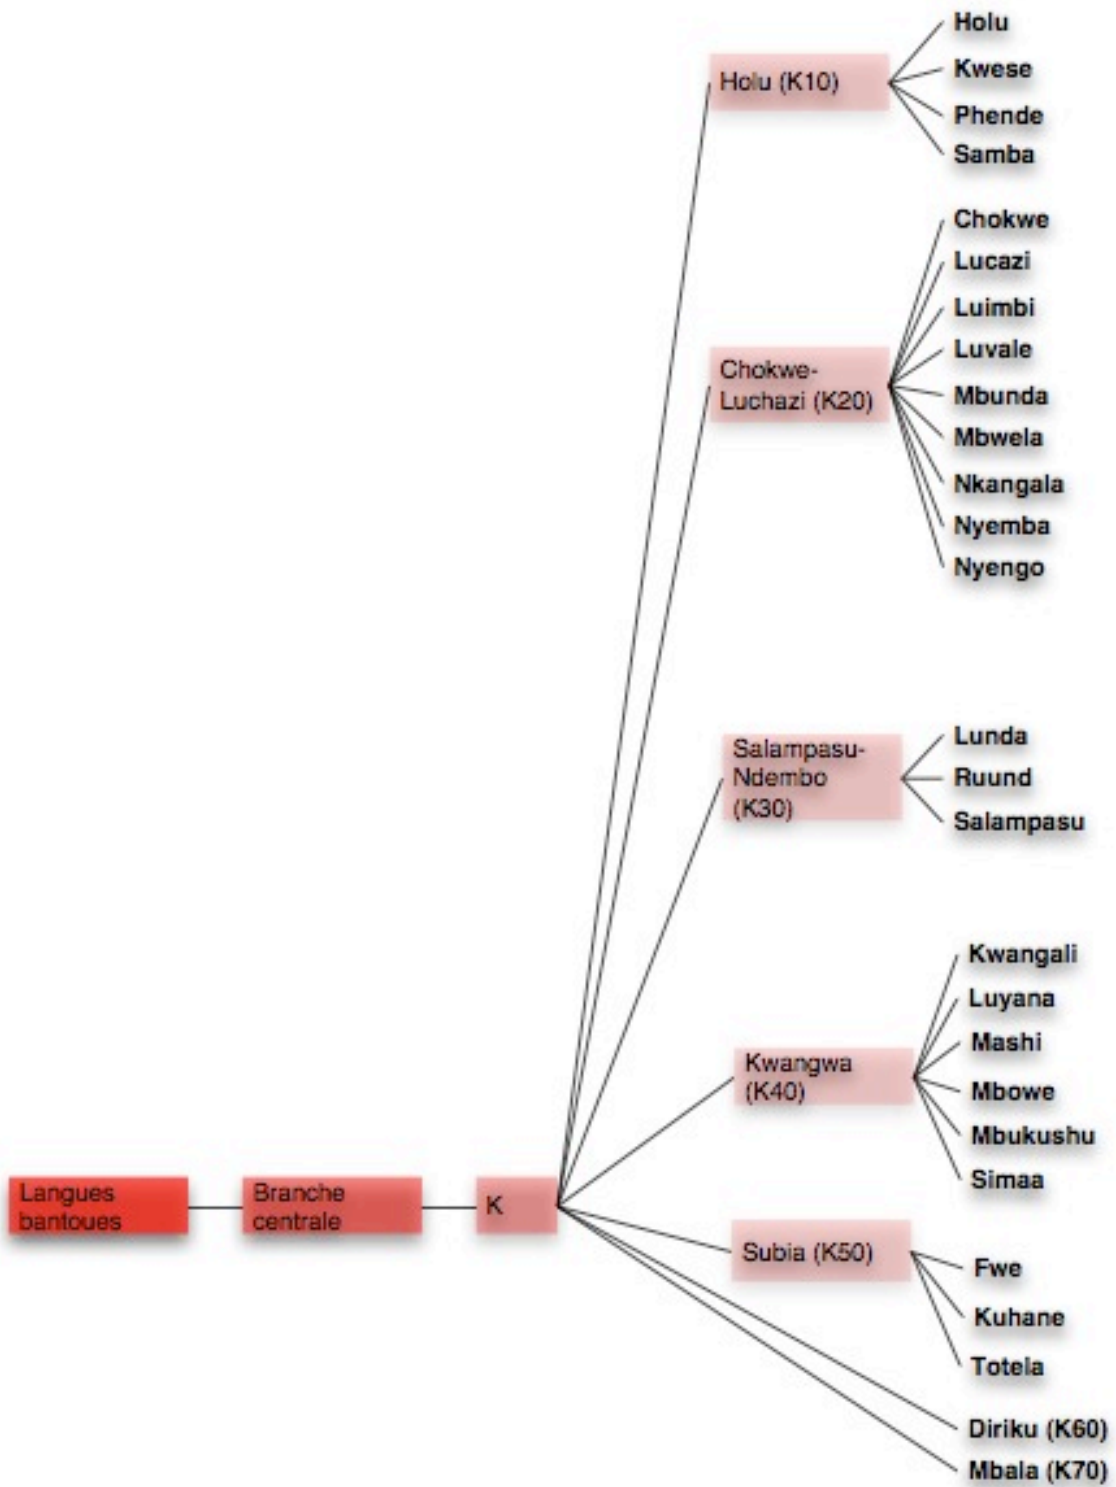 Langues
bantoues
Branche
centrale
K
Holu (K10)
Holu
Kwese
Phende
Samba
Chokwe-
Luchazi (K20)
Chokwe
Lucazi
Luimbi
Luvale
Mbunda
Mbwela
Nkangala
Nyemba
Nyengo
Salampasu-
Ndembo
(K30)
Lunda
Ruund
Salampasu
Kwangwa
(K40)
Kwangali
Luyana
Mashi
Mbowe
Mbukushu
Simaa
Subia (K50)
Fwe
Kuhane
Totela
Diriku (K60)
Mbala (K70)